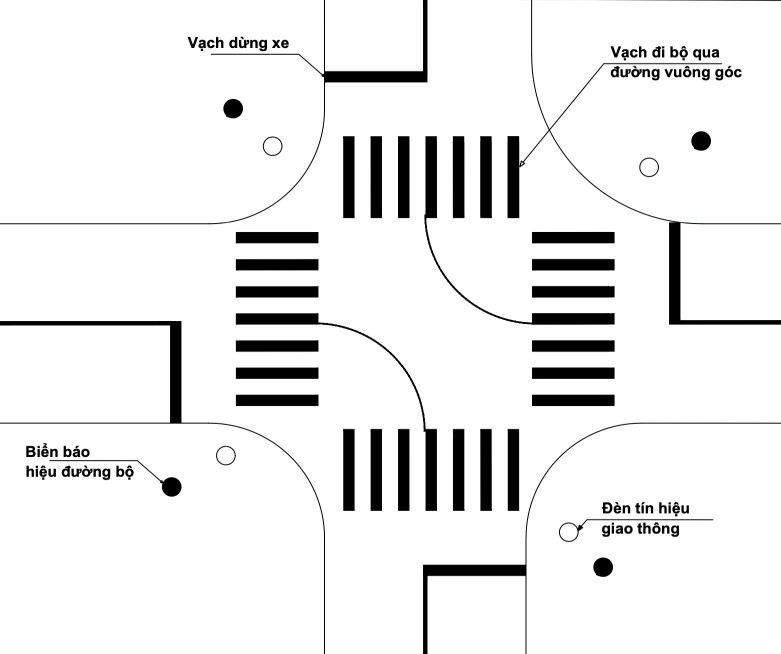 Vạch dừng xe
Vạch đi bộ qua
đường vuông góc
Biển báo
hiệu đường bộ
Đèn tín hiệu
giao thông